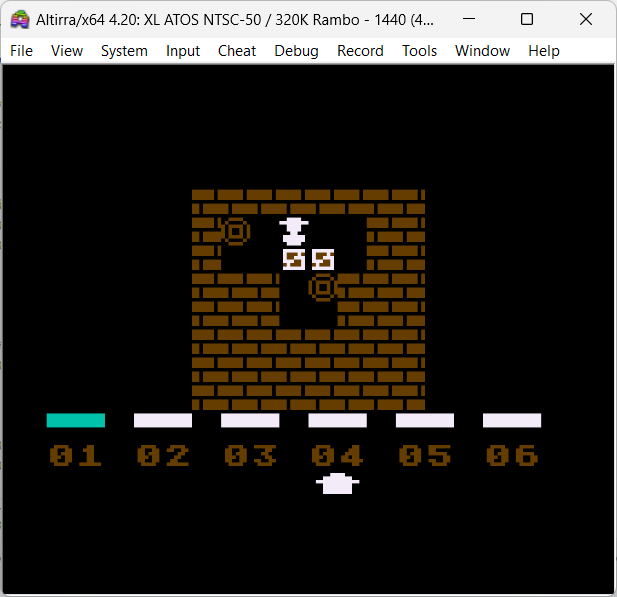 Altirra/x64 4.20: XL ATOS NTSC-50 / 320K Rambo - 1440 (4...
File View System Input Cheat Debug Record Tools Window Help
01 02 03 04 05 06